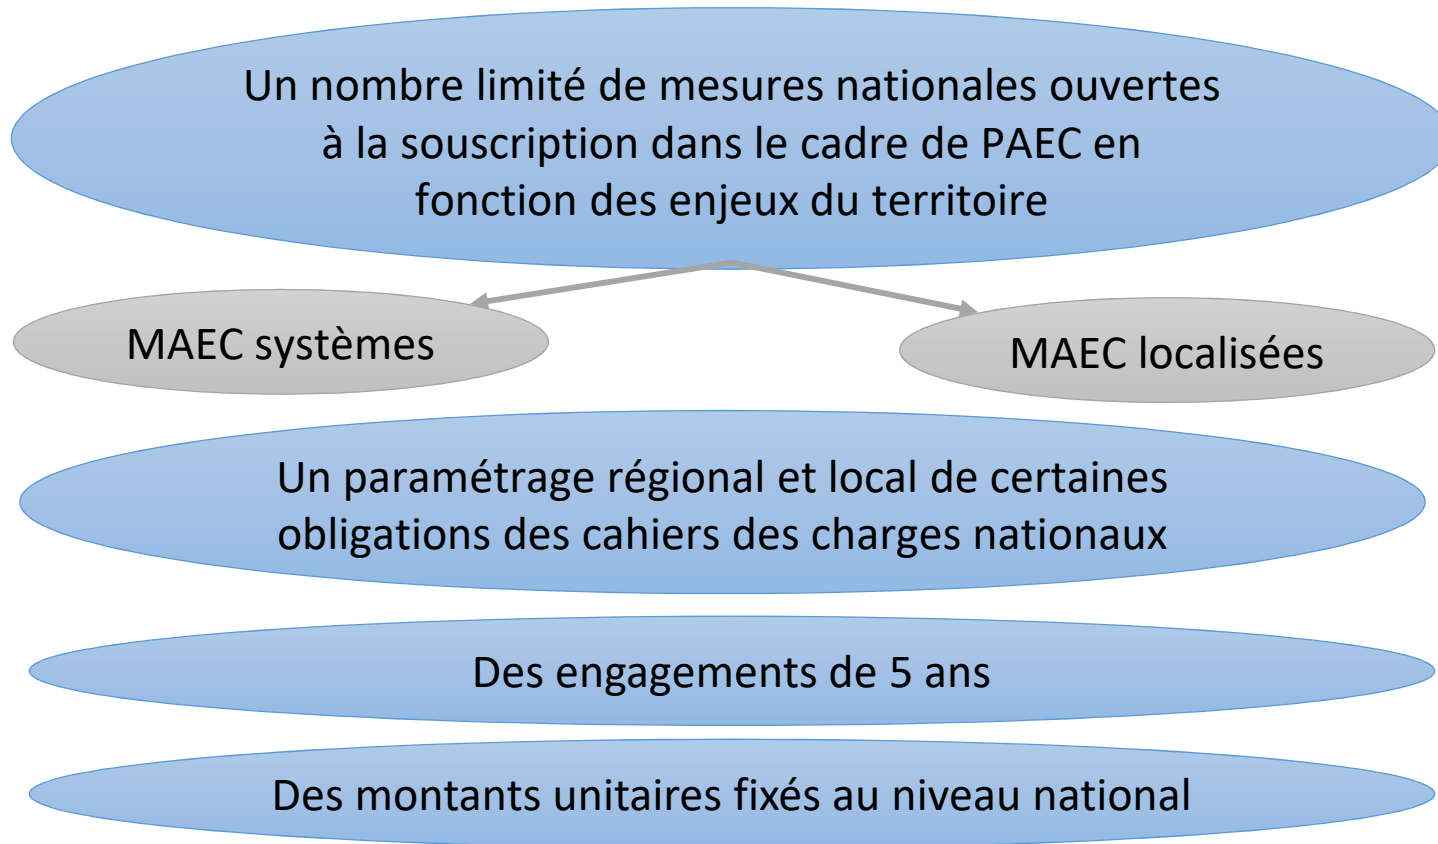 Un nombre limité de mesures nationales ouvertes
à la souscription dans le cadre de PAEC en
fonction des enjeux du territoire
MAEC systèmes
MAEC localisées
Un paramétrage régional et local de certaines
obligations des cahiers des charges nationaux
Des engagements de 5 ans
Des montants unitaires fixés au niveau national